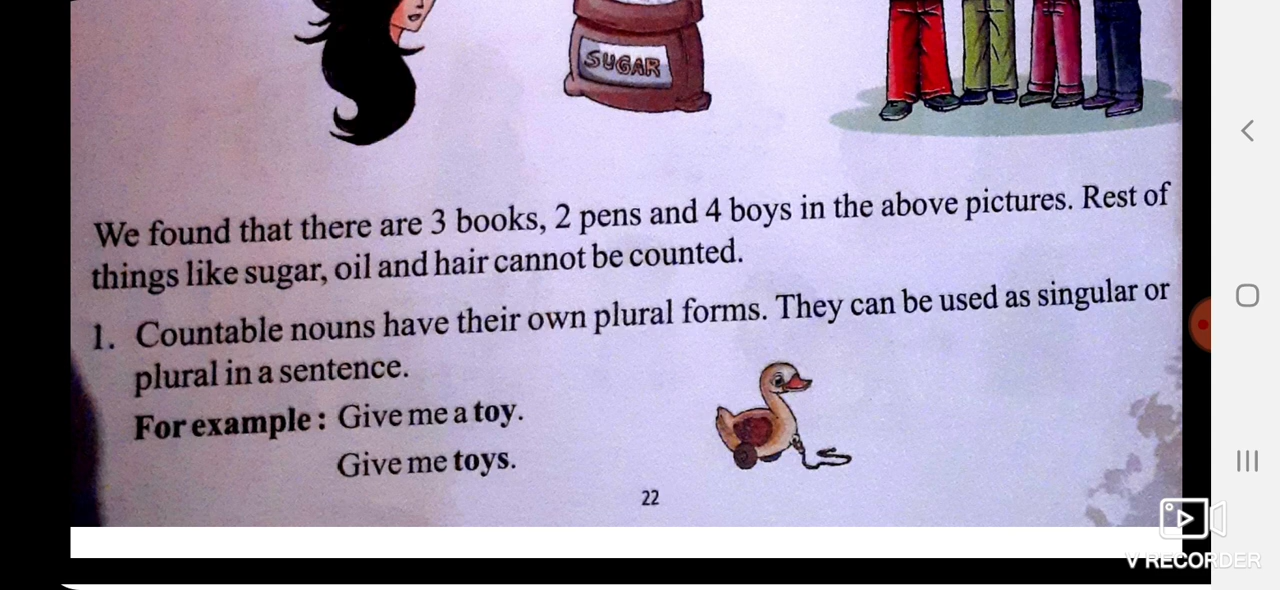 SUGAR
We found that there are 3 books, 2 pens and 4 boys in the above pictures. Rest of
things like sugar, oil and hair cannot be counted.
1. Countable nouns have their own plural forms. They can be used as singular or
plural in a sentence.
For example : Give me a toy.
Give me toys.
22
V RECORDER